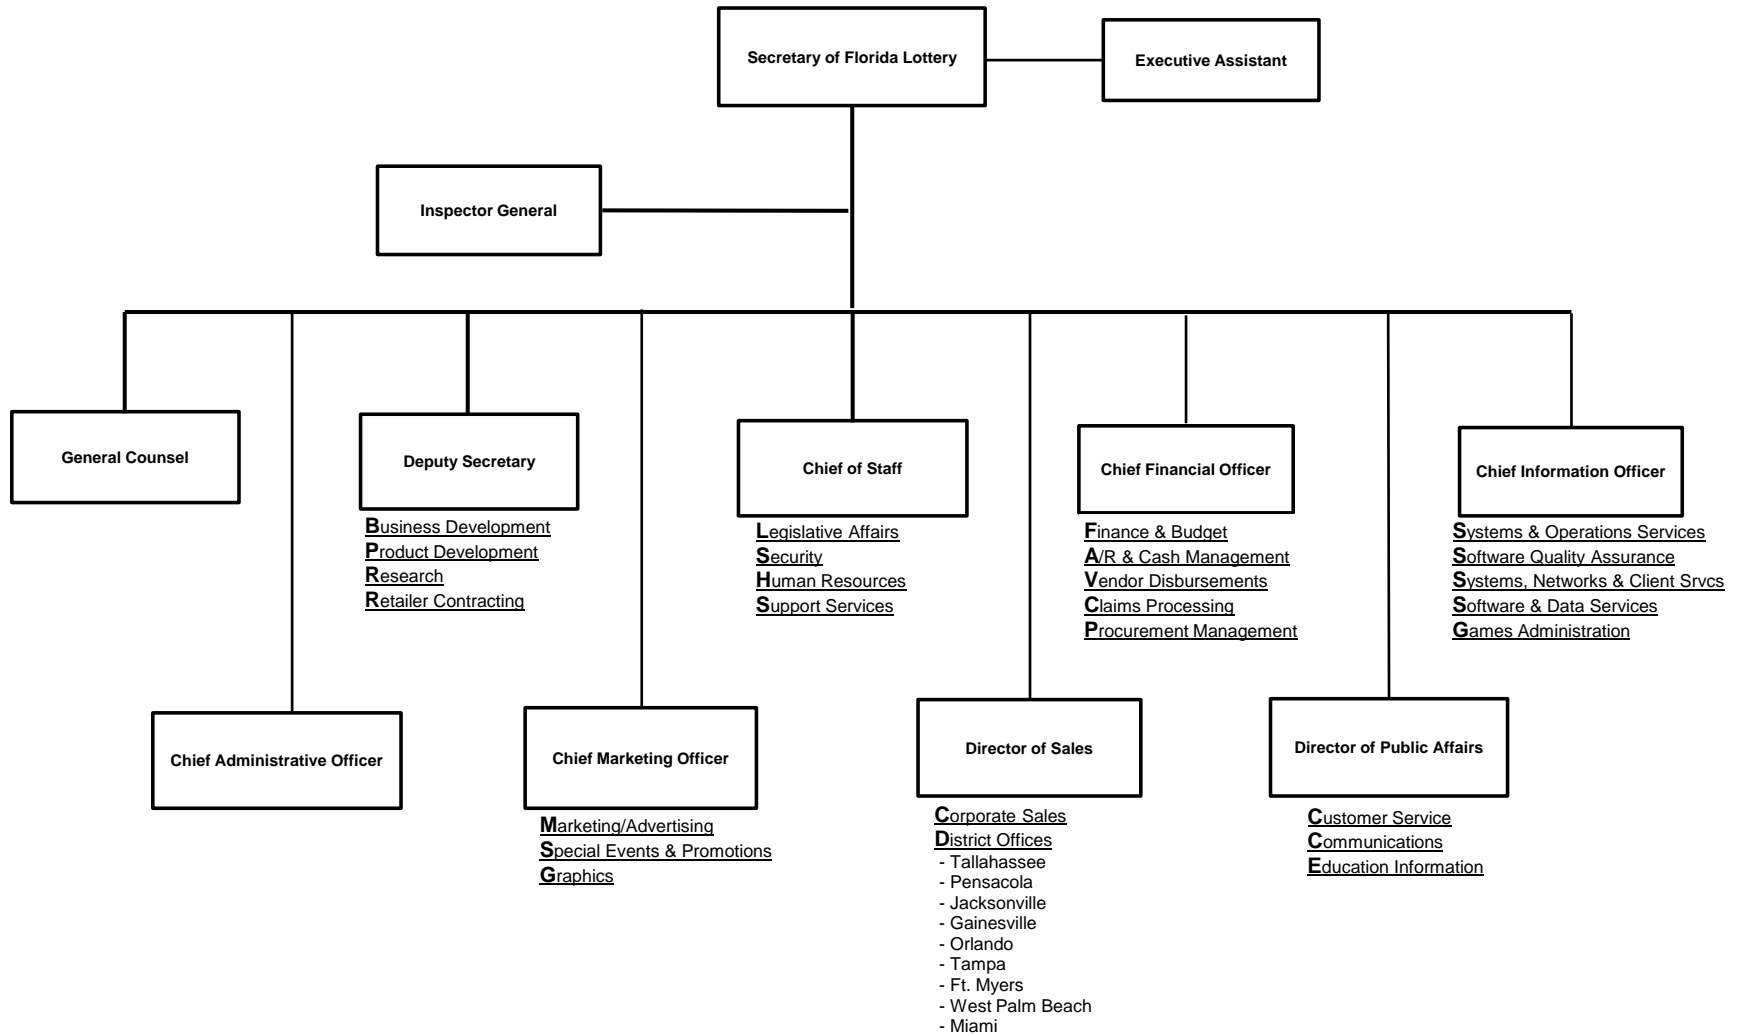 Secretary of Florida Lottery
Executive Assistant
Inspector General
General Counsel
Deputy Secretary
Business Development
Product Development
Research
Retailer Contracting
Chief of Staff
Legislative Affairs
Security
Human Resources
Support Services
Chief Financial Officer
Finance & Budget
A/R & Cash Management
Vendor Disbursements
Claims Processing
Procurement Management
Chief Information Officer
Systems & Operations Services
Software Quality Assurance
Systems, Networks & Client Srvcs
Software & Data Services
Games Administration
Chief Administrative Officer
Chief Marketing Officer
Marketing/Advertising
Special Events & Promotions
Graphics
Director of Sales
Corporate Sales
District Offices
- Tallahassee
- Pensacola
- Jacksonville
- Gainesville
- Orlando
- Tampa
- Ft. Myers
- West Palm Beach
- Miami
Director of Public Affairs
Customer Service
Communications
Education Information